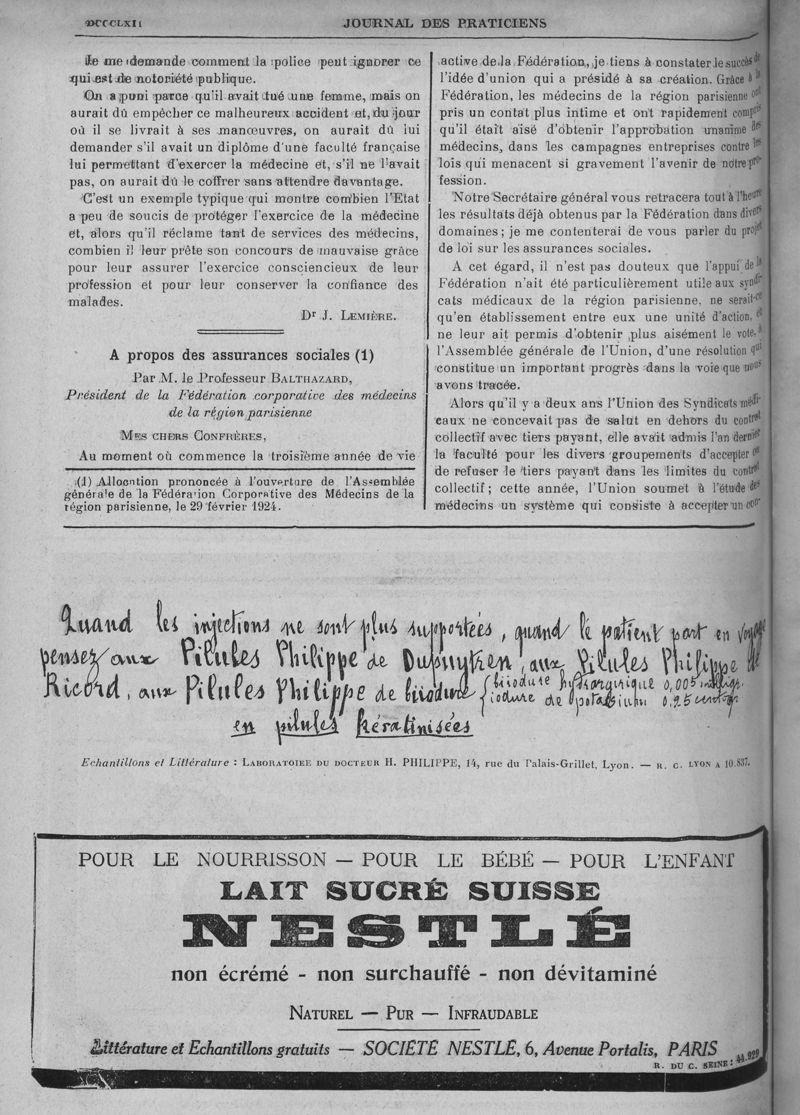 DCCCLXII
JOURNAL DES PRATICIENS
Je me demande comment la police peut ignorer ce
qui est de notoriété publique.
On a puni parce qu'il avait tué une femme, mais on
aurait dû empêcher ce malheureux accident et, du jour
où il se livrait à ses manœuvres, on aurait dû lui
demander s'il avait un diplôme d'une faculté française
lui permettant d'exercer la médecine et, s'il ne l'avait
pas, on aurait dû le coffrer sans attendre davantage.
C'est un exemple typique qui montre combien l'Etat
a peu de soucis de protéger l'exercice de la médecine
et, alors qu'il réclame tant de services des médecins,
combien il leur prête son concours de mauvaise grâce
pour leur assurer l'exercice consciencieux de leur
profession et pour leur conserver la confiance des
malades.
Dr J. LEMIÈRE.
A propos des assurances sociales (1)
Par M. le Professeur BALTHAZARD,
Président de la Fédération corporative des médecins
de la région parisienne
MES CHERS CONFRÈRES,
Au moment où commence la troisième année de vie
(1) Allocution prononcée à l'ouverture de l'Assemblée
générale de la Fédération Corporative des Médecins de la
région parisienne, le 29 février 1924.
active de la Fédération, je tiens à constater le succès de
l'idée d'union qui a présidé à sa création. Grâce à la
Fédération, les médecins de la région parisienne ont
pris un contat plus intime et ont rapidement compris
qu'il êtaît aisé d'obtenir l'approbation unanime des
médecins, dans les campagnes entreprises contre les
lois qui menacent si gravement l'avenir de notre pro-
fession.
Notre Secrétaire général vous retracera tout à l'heure
les résultats déjà obtenus par la Fédération dans divers
domaines ; je me contenterai de vous parler du projet
de loi sur les assurances sociales.
A cet égard, il n'est pas douteux que l'appui de la
Fédération n'ait été particulièrement utile aux syndi-
cats médicaux de la région parisienne, ne serait-ce
qu'en établissement entre eux une unité d'action, et
ne leur ait permis d'obtenir plus aisément le vote, à
l'Assemblée générale de l'Union, d'une résolution qui
constitue un important progrès dans la voie que nous
avons tracée.
Alors qu'il y a deux ans l'Union des Syndicats médi-
caux ne concevait pas de salut en dehors du contrat
collectif avec tiers payant, elle avait admis l'an dernier
la faculté pour les divers groupements d'accepter ou
de refuser le tiers payant dans les limites du contrat
collectif ; cette année, l'Union soumet à l'étude des
médecins un système qui consiste à accepter un con-
Quand les injections ne sont plus supportées, quand le patient part en voyage
pensez aux Pilules Philippe de Dupuytren, aux Pilules Philippe de
Ricord, aux Pilules Philippe de biiodure { biiodure hydrargirique 0,005 milligr.
iodure de potassium 0,25 centigr.
en pilules kératinisées
Echantillons et Littérature : LABORATOIRE DU DOCTEUR H. PHILIPPE, 14, rue du Palais-Grillet, Lyon. — R. C. LYON A 10.837.
POUR LE NOURRISSON — POUR LE BÉBÉ — POUR L'ENFANT
LAIT SUCRÉ SUISSE
NESTLÉ
non écrémé - non surchauffé - non dévitaminé
NATUREL — PUR — INFRAUDABLE
Littérature et Echantillons gratuits — SOCIÉTÉ NESTLÉ, 6, Avenue Portalis, PARIS
R. DU C. SEINE : 44.929